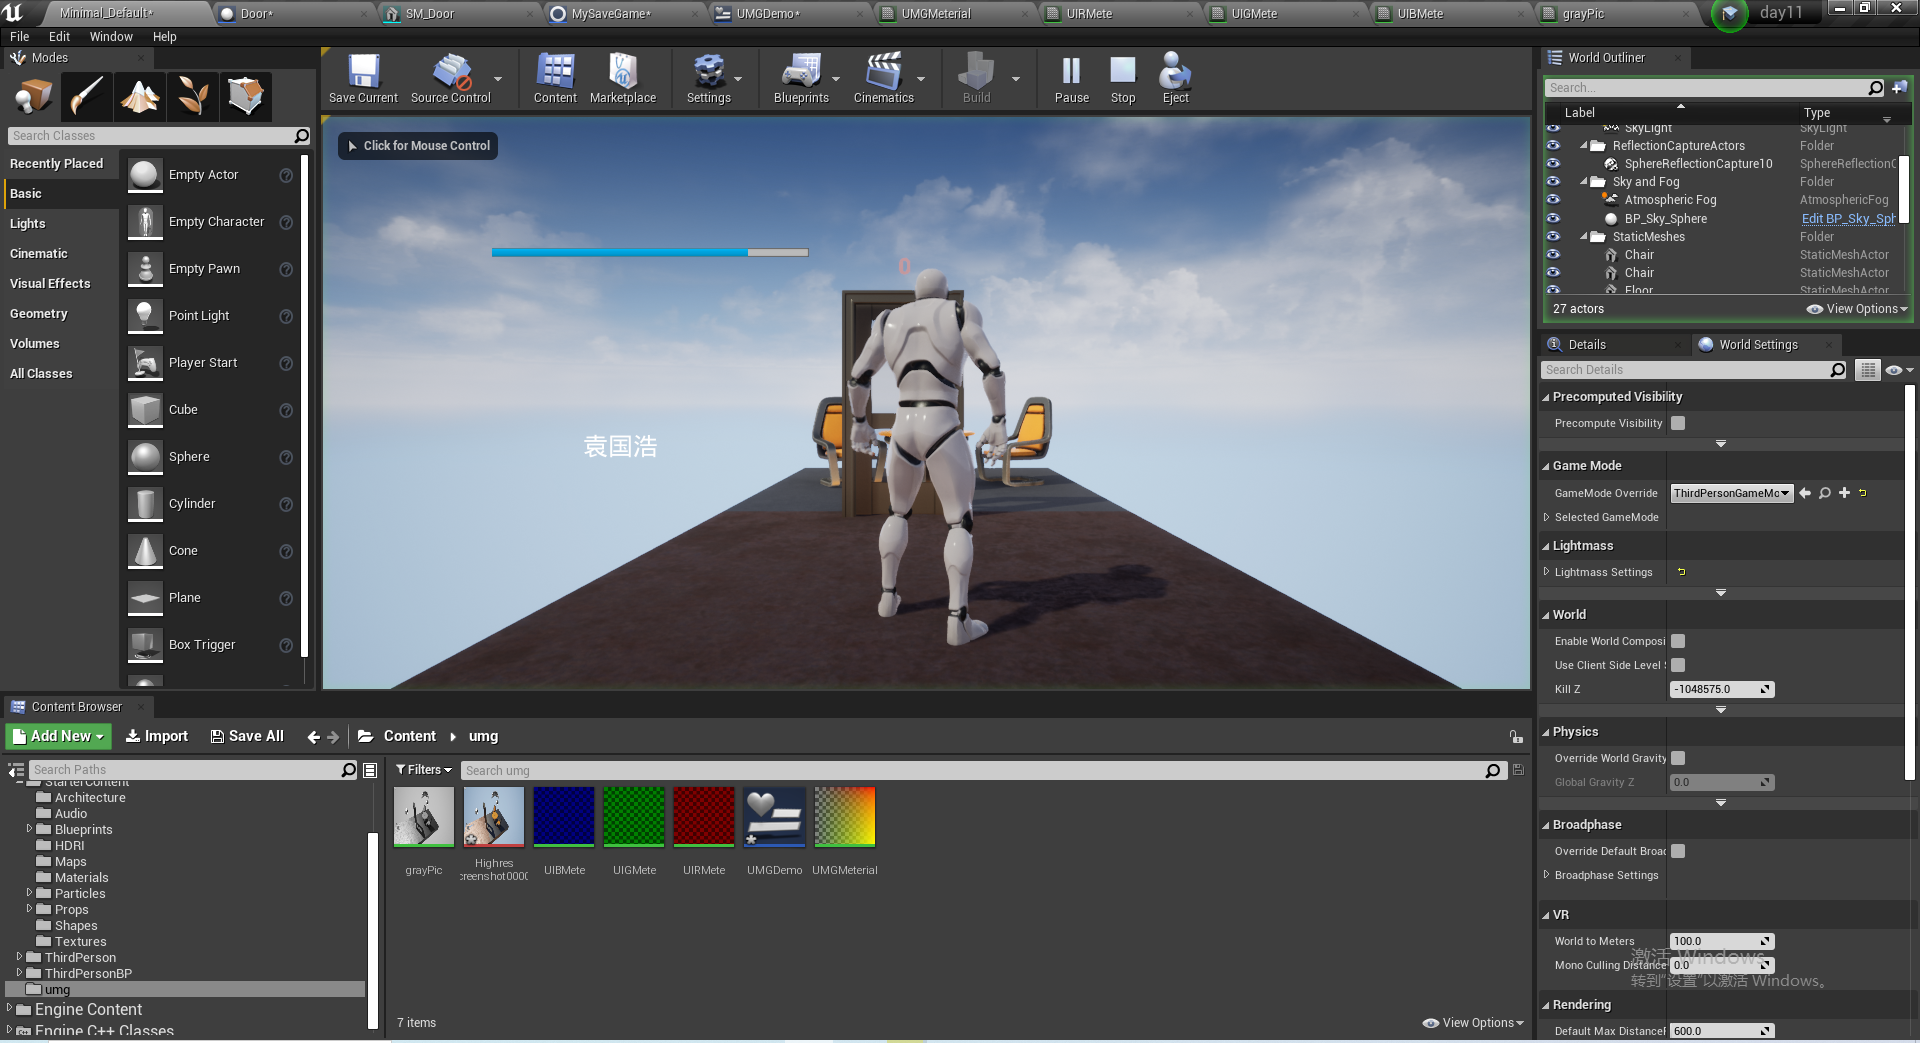 Minimal_Default*
Door*
SM_Door
MySaveGame*
UMGDemo*
UMGMeterial
UIRMete
UIGMete
UIBMete
grayPic
day11
File Edit Window Help
Modes
Search Classes
Recently Placed
Basic
Lights
Cinematic
Visual Effects
Geometry
Volumes
All Classes
Empty Actor
Empty Character
Empty Pawn
Point Light
Player Start
Cube
Sphere
Cylinder
Cone
Plane
Box Trigger
Save Current
Source Control
Content
Marketplace
Settings
Blueprints
Cinematics
Build
Pause
Stop
Eject
Click for Mouse Control
0
袁国浩
World Outliner
Search...
Label Type
SkyLight SkyLight
ReflectionCaptureActors Folder
SphereReflectionCapture10 SphereReflectionC
Sky and Fog Folder
Atmospheric Fog AtmosphericFog
BP_Sky_Sphere Edit BP_Sky_Sph
StaticMeshes Folder
Chair StaticMeshActor
Chair StaticMeshActor
Floor StaticMeshActor
27 actors View Options
Details
World Settings
Search Details
Precomputed Visibility
Precompute Visibility
Game Mode
GameMode Override ThirdPersonGameMo
Selected GameMode
Lightmass
Lightmass Settings
World
Enable World Composi
Use Client Side Level S
Kill Z -1048575.0
Physics
Override World Gravity
Global Gravity Z 0.0
Broadphase
Override Default Broad
Broadphase Settings
VR
World to Meters 100.0
Mono Culling Distance 0.0
激活 Windows
转到"设置"以激活 Windows。
Rendering
Default Max DistanceF 600.0
Content Browser
Add New Import Save All Content umg
Search Paths
StarterContent
Architecture
Audio
Blueprints
HDRI
Maps
Materials
Particles
Props
Shapes
Textures
ThirdPerson
ThirdPersonBP
umg
Engine Content
Engine C++ Classes
Filters Search umg
grayPic
Highres
creenshot0000
UIBMete
UIGMete
UIRMete
UMGDemo
UMGMeterial
7 items View Options